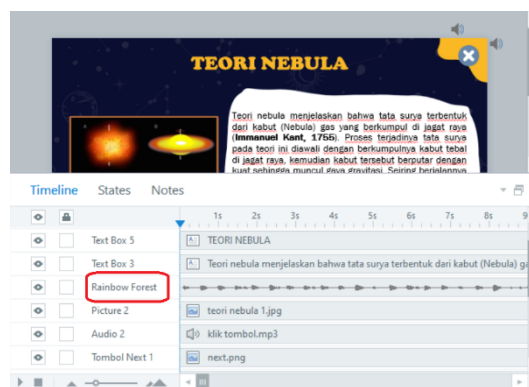 TEORI NEBULA
Teori nebula menjelaskan bahwa tata surya terbentuk
dari kabut (Nebula) gas yang berkumpul di jagat raya
(Immanuel Kant, 1755). Proses terjadinya tata surya
pada teori ini diawali dengan berkumpulnya kabut tebal
di jagat raya, kemudian kabut tersebut berputar dengan
kuat sehingga muncul gaya gravitasi. Seiring berjalannya
Timeline States Notes
1s 2s 3s 4s 5s 6s 7s 8s 9
Text Box 5 TEORI NEBULA
Text Box 3 Teori nebula menjelaskan bahwa tata surya terbentuk dari kabut (Nebula) ga
Rainbow Forest
Picture 2 teori nebula 1.jpg
Audio 2 klik tombol.mp3
Tombol Next 1 next.png